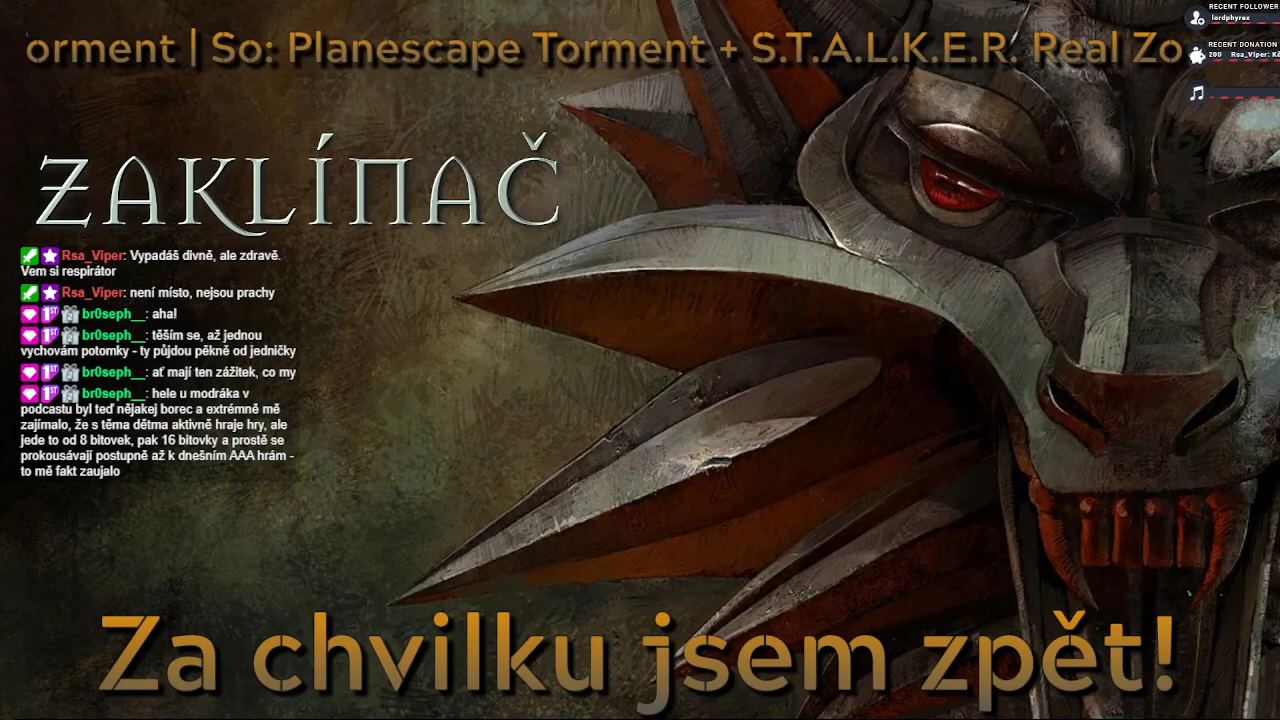 orment | So: Planescape Torment + S.T.A.L.K.E.R. Real Zo
RECENT FOLLOWER
lordphyrex
RECENT DONATION
200 Rsa_Viper: K
ZAKLÍNAČ
Rsa_Viper: Vypadáš divně, ale zdravě.
Vem si respirátor
Rsa_Viper: není místo, nejsou prachy
br0seph__: aha!
br0seph__: těším se, až jednou
vychovám potomky - ty půjdou pěkně od jedničky
br0seph__: ať mají ten zážitek, co my
br0seph__: hele u modráka v
podcastu byl teď nějakej borec a extrémně mě
zajímalo, že s těma dětma aktivně hraje hry, ale
jede to od 8 bitovek, pak 16 bitovky a prostě se
prokousávají postupně až k dnešním AAA hrám -
to mě fakt zaujalo
Za chvilku jsem zpět!